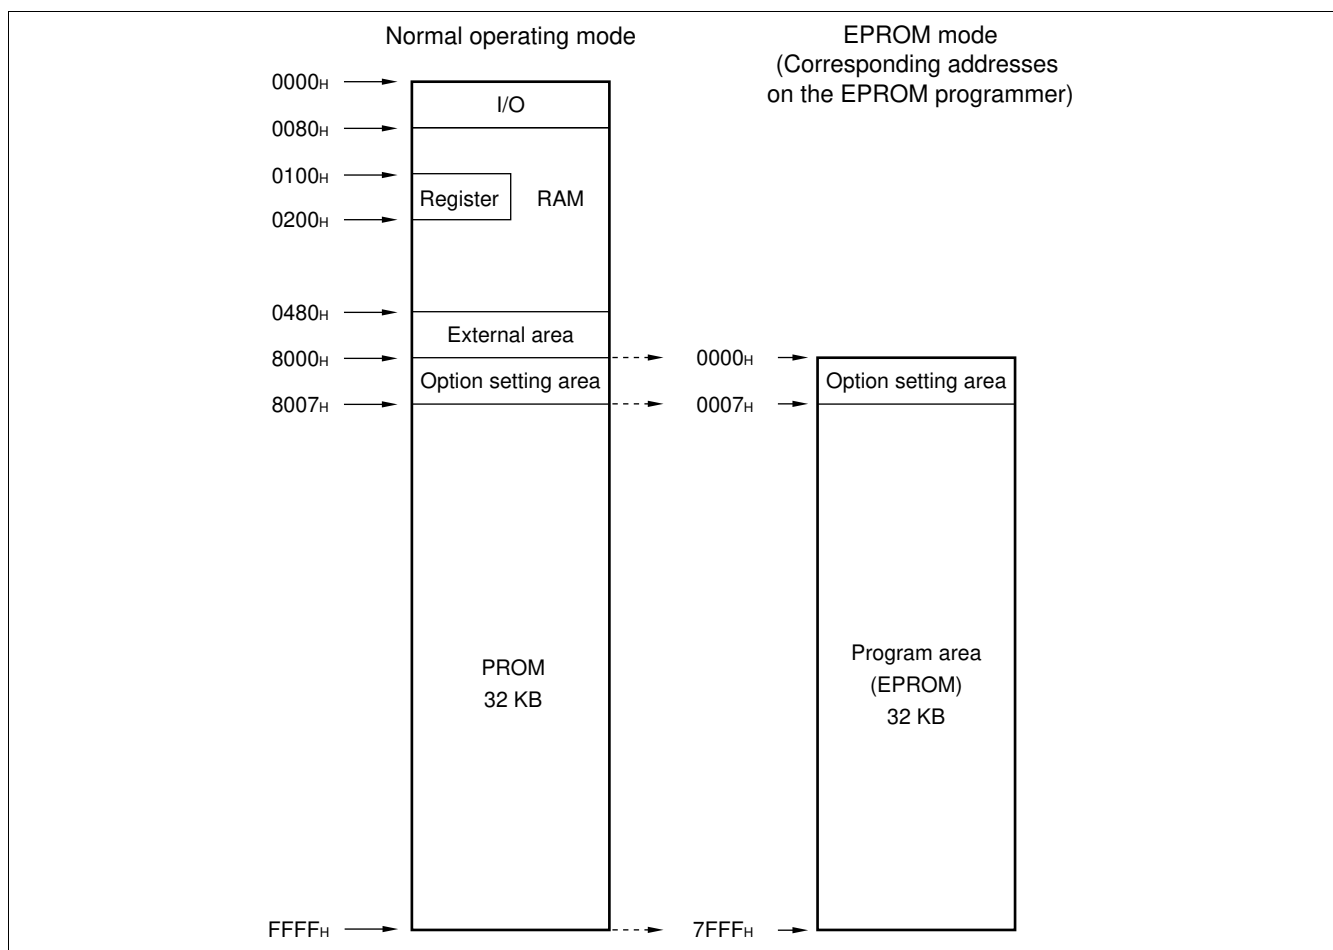 Normal operating mode
EPROM mode
(Corresponding addresses
on the EPROM programmer)
0000H
I/O
0080H
0100H
Register
RAM
0200H
0480H
External area
8000H
0000H
Option setting area
Option setting area
8007H
0007H
PROM
32 KB
Program area
(EPROM)
32 KB
FFFFH
7FFFH